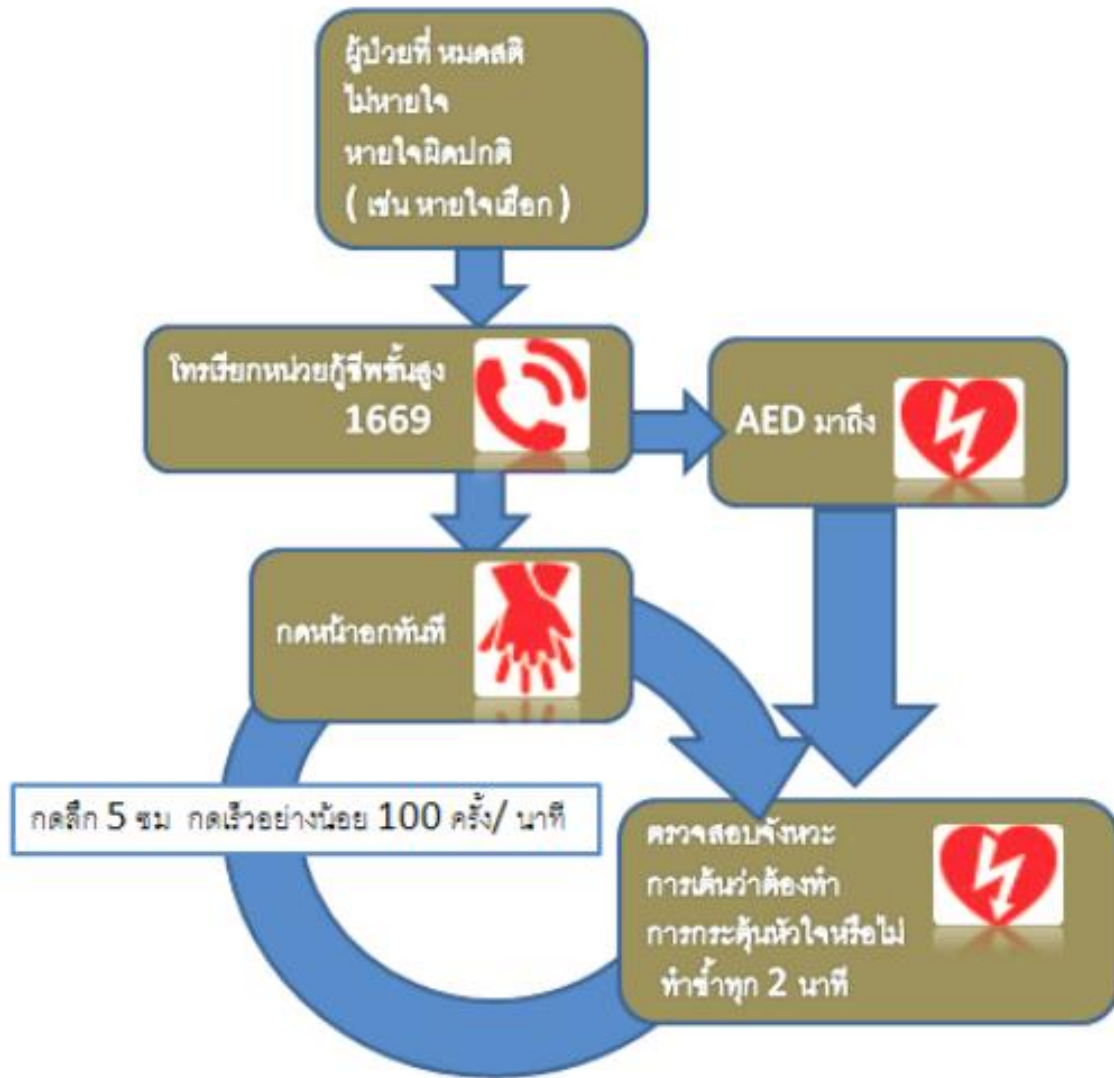 ผู้ป่วยที่ หมดสติ
ไม่หายใจ
หายใจผิดปกติ
( เช่น หายใจเฮือก )
โทรเรียกหน่วยกู้ชีพขั้นสูง
1669
AED มาถึง
กดหน้าอกทันที
กดลึก 5 ซม กดเร็วอย่างน้อย 100 ครั้ง/ นาที
ตรวจสอบจังหวะ
การเต้นว่าต้องทำ
การกระตุ้นหัวใจหรือไม่
ทำซ้ำทุก 2 นาที